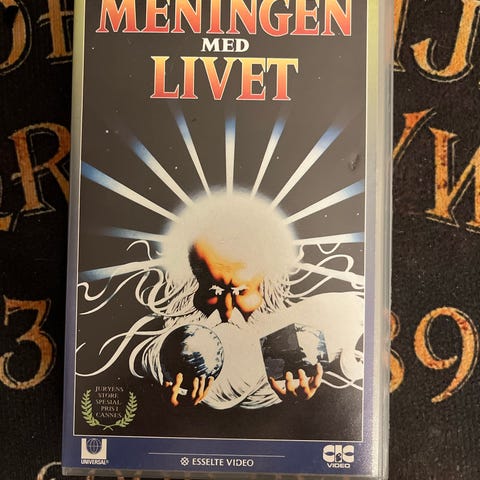 MENINGEN
MED
LIVET
JURYENS
STORE
SPESIAL
PRIS I
CANNES
UNIVERSAL
ESSELTE VIDEO
CIC
VIDEO